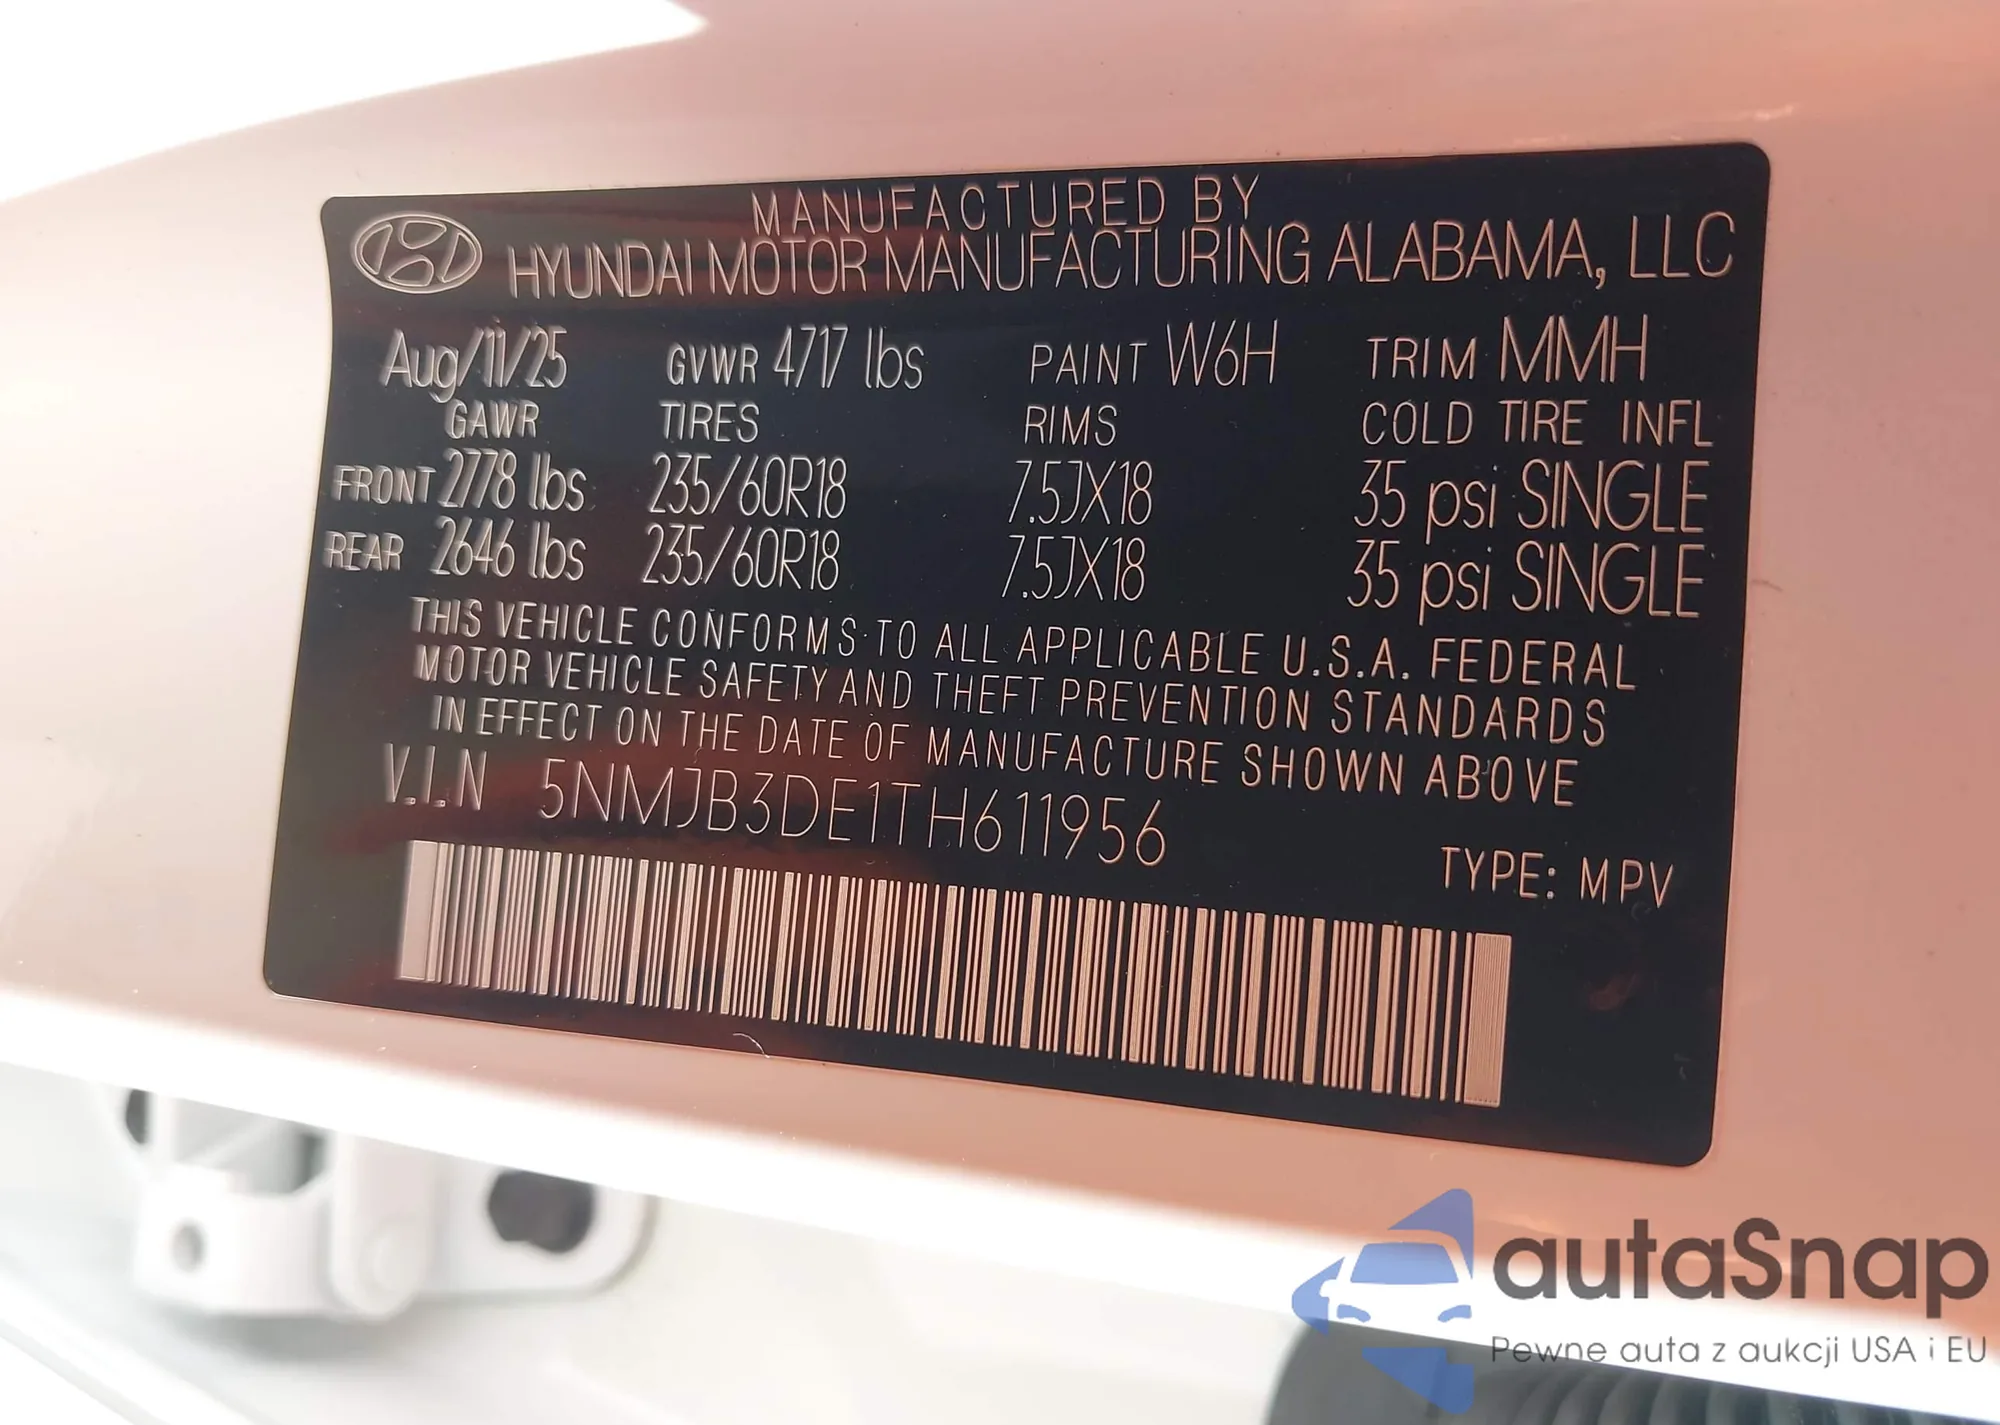 MANUFACTURED BY
HYUNDAI MOTOR MANUFACTURING ALABAMA, LLC
Aug/11/25 GVWR 4717 lbs PAINT W6H TRIM MMH
GAWR TIRES RIMS COLD TIRE INFL
FRONT 2778 lbs 235/60R18 7.5JX18 35 psi SINGLE
REAR 2646 lbs 235/60R18 7.5JX18 35 psi SINGLE
THIS VEHICLE CONFORMS TO ALL APPLICABLE U.S.A. FEDERAL
MOTOR VEHICLE SAFETY AND THEFT PREVENTION STANDARDS
IN EFFECT ON THE DATE OF MANUFACTURE SHOWN ABOVE
V.I.N 5NMJB3DE1TH611956
TYPE: MPV
autaSnap
Pewne auta z aukcji USA i EU